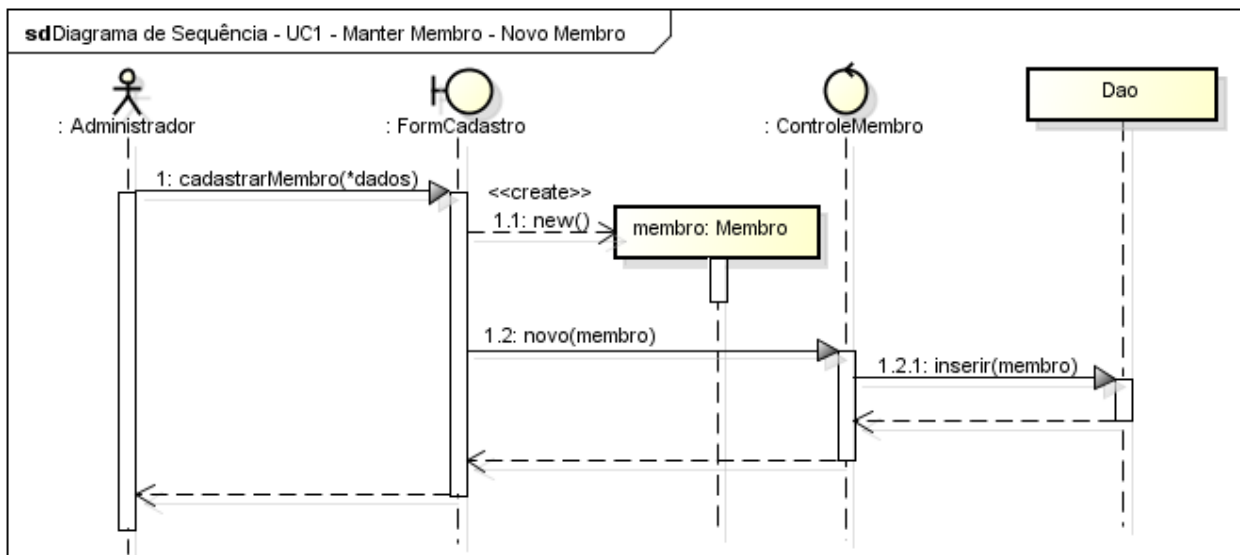 sdDiagrama de Sequência - UC1 - Manter Membro - Novo Membro
: Administrador
: FormCadastro
: ControleMembro
Dao
1: cadastrarMembro(*dados)
<<create>>
1.1: new()
membro: Membro
1.2: novo(membro)
1.2.1: inserir(membro)